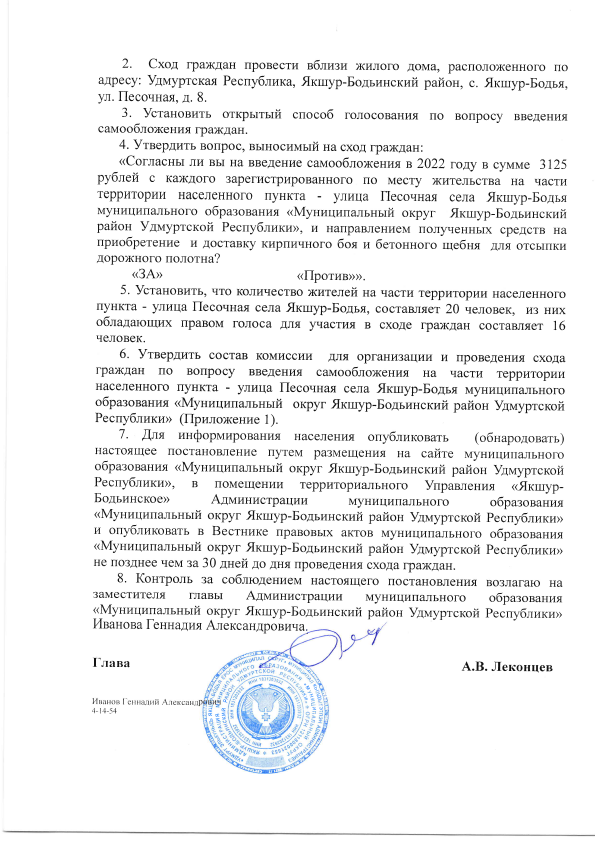 2. Сход граждан провести вблизи жилого дома, расположенного по
адресу: Удмуртская Республика, Якшур-Бодьинский район, с. Якшур-Бодья,
ул. Песочная, д. 8.
3. Установить открытый способ голосования по вопросу введения
самообложения граждан.
4. Утвердить вопрос, выносимый на сход граждан:
«Согласны ли вы на введение самообложения в 2022 году в сумме 3125
рублей с каждого зарегистрированного по месту жительства на части
территории населенного пункта - улица Песочная села Якшур-Бодья
муниципального образования «Муниципальный округ Якшур-Бодьинский
район Удмуртской Республики», и направлением полученных средств на
приобретение и доставку кирпичного боя и бетонного щебня для отсыпки
дорожного полотна?
«ЗА» «Против»».
5. Установить, что количество жителей на части территории населенного
пункта - улица Песочная села Якшур-Бодья, составляет 20 человек, из них
обладающих правом голоса для участия в сходе граждан составляет 16
человек.
6. Утвердить состав комиссии для организации и проведения схода
граждан по вопросу введения самообложения на части территории
населенного пункта - улица Песочная села Якшур-Бодья муниципального
образования «Муниципальный округ Якшур-Бодьинский район Удмуртской
Республики» (Приложение 1).
7. Для информирования населения опубликовать (обнародовать)
настоящее постановление путем размещения на сайте муниципального
образования «Муниципальный округ Якшур-Бодьинский район Удмуртской
Республики», в помещении территориального Управления «Якшур-
Бодьинское» Администрации муниципального образования
«Муниципальный округ Якшур-Бодьинский район Удмуртской Республики»
и опубликовать в Вестнике правовых актов муниципального образования
«Муниципальный округ Якшур-Бодьинский район Удмуртской Республики»
не позднее чем за 30 дней до дня проведения схода граждан.
8. Контроль за соблюдением настоящего постановления возлагаю на
заместителя главы Администрации муниципального образования
«Муниципальный округ Якшур-Бодьинский район Удмуртской Республики»
Иванова Геннадия Александровича.
Глава А.В. Леконцев
Иванов Геннадий Александрович
4-14-54